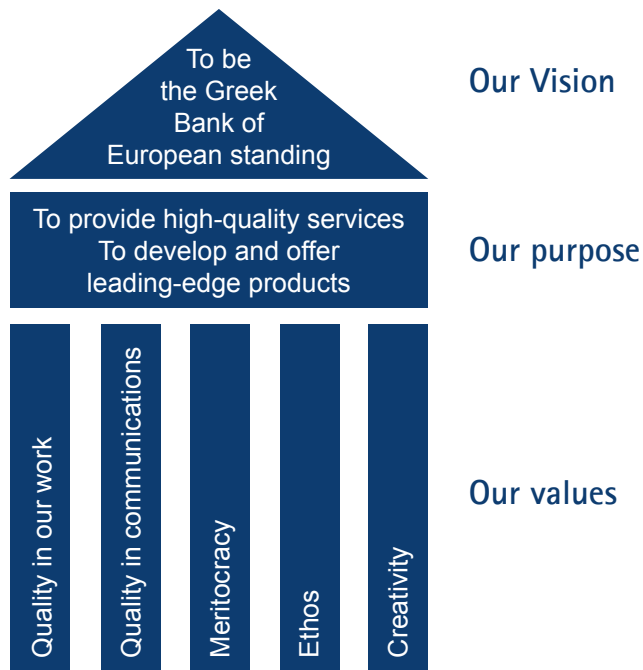 To be
the Greek
Bank of
European standing
Our Vision
To provide high-quality services
To develop and offer
leading-edge products
Our purpose
Quality in our work
Quality in communications
Meritocracy
Ethos
Creativity
Our values